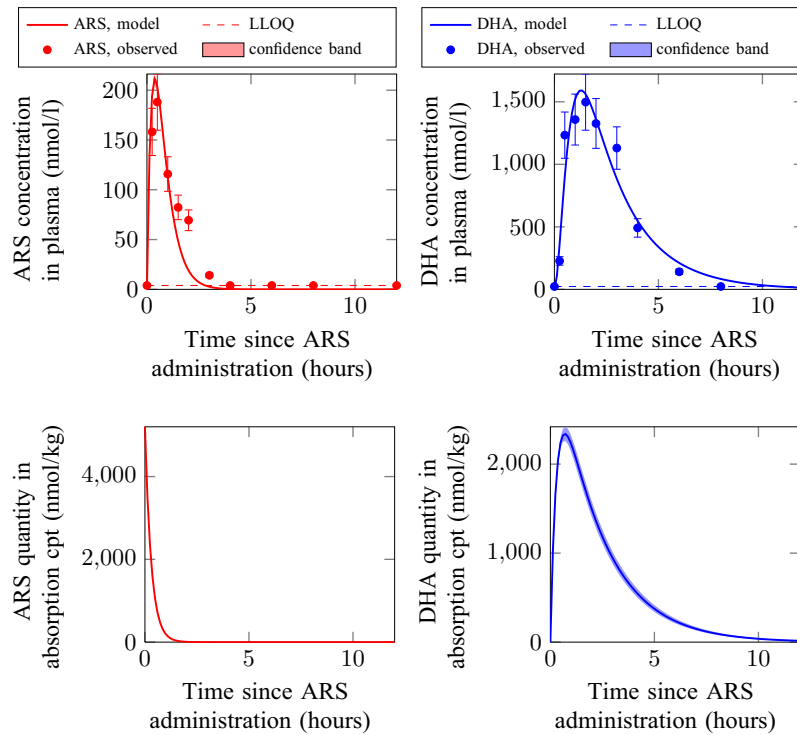 ARS, model LLOQ
ARS, observed confidence band
DHA, model LLOQ
DHA, observed confidence band
ARS concentration
in plasma (nmol/l)
200
150
100
50
0
0 5 10
Time since ARS
administration (hours)
DHA concentration
in plasma (nmol/l)
1,500
1,000
500
0
0 5 10
Time since ARS
administration (hours)
ARS quantity in
absorption cpt (nmol/kg)
4,000
2,000
0
0 5 10
Time since ARS
administration (hours)
DHA quantity in
absorption cpt (nmol/kg)
2,000
1,000
0
0 5 10
Time since ARS
administration (hours)